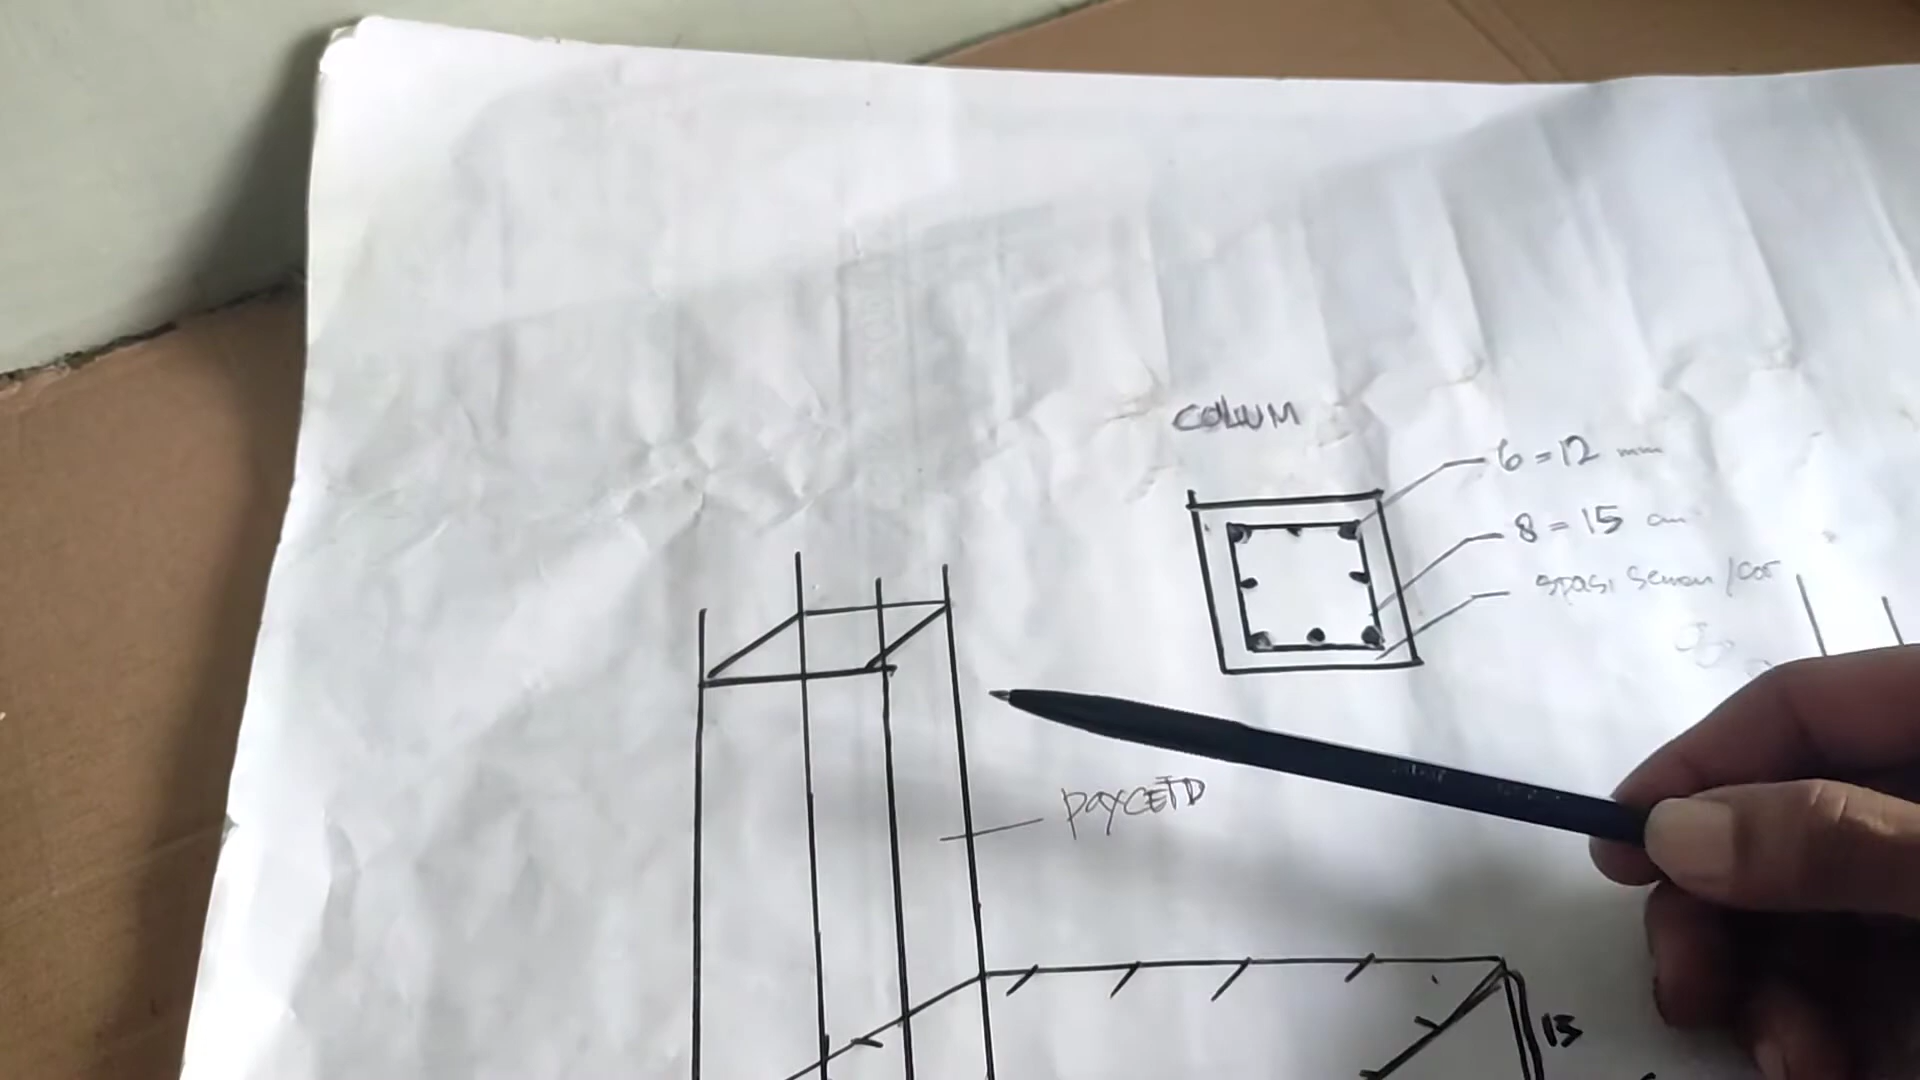 COLUM
6 = 12 mm
8 = 15 cm
spasi semen / cor
PayCETD
15